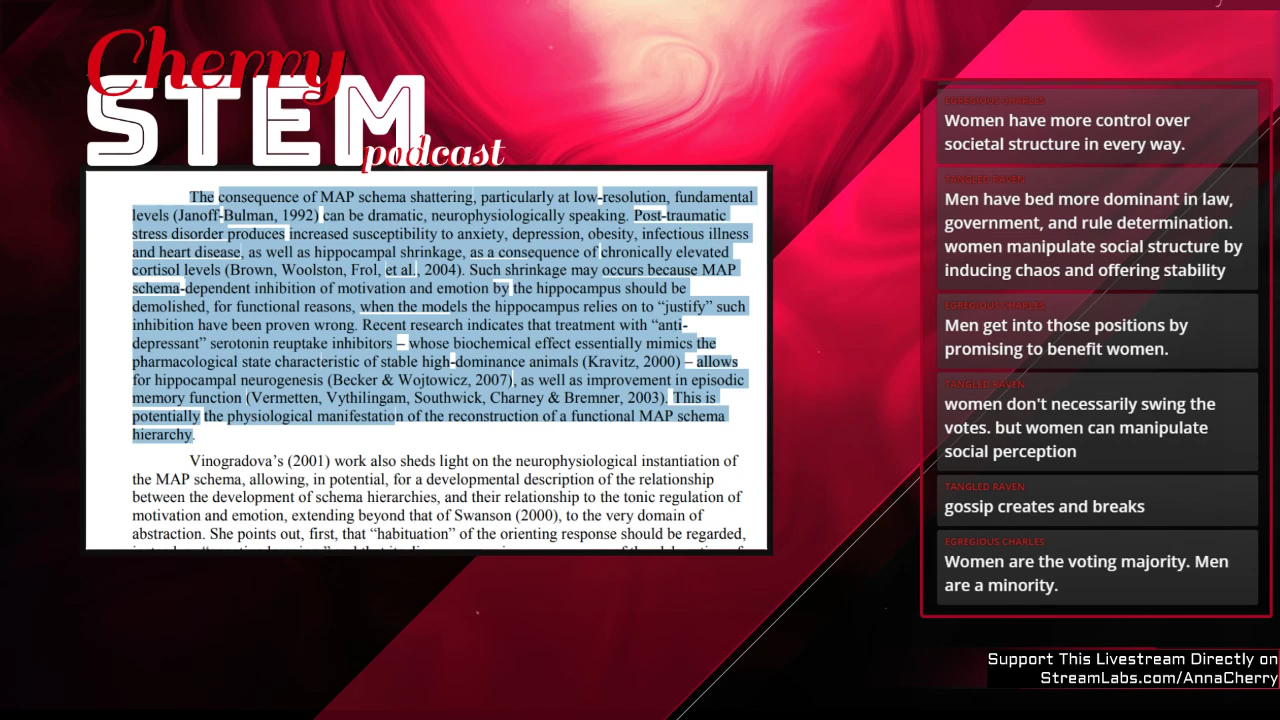 Cherry
STEM
podcast
The consequence of MAP schema shattering, particularly at low-resolution, fundamental
levels (Janoff-Bulman, 1992) can be dramatic, neurophysiologically speaking. Post-traumatic
stress disorder produces increased susceptibility to anxiety, depression, obesity, infectious illness
and heart disease, as well as hippocampal shrinkage, as a consequence of chronically elevated
cortisol levels (Brown, Woolston, Frol, et al., 2004). Such shrinkage may occurs because MAP
schema-dependent inhibition of motivation and emotion by the hippocampus should be
demolished, for functional reasons, when the models the hippocampus relies on to “justify” such
inhibition have been proven wrong. Recent research indicates that treatment with “anti-
depressant” serotonin reuptake inhibitors – whose biochemical effect essentially mimics the
pharmacological state characteristic of stable high-dominance animals (Kravitz, 2000) – allows
for hippocampal neurogenesis (Becker & Wojtowicz, 2007), as well as improvement in episodic
memory function (Vermetten, Vythilingam, Southwick, Charney & Bremner, 2003). This is
potentially the physiological manifestation of the reconstruction of a functional MAP schema
hierarchy.
Vinogradova’s (2001) work also sheds light on the neurophysiological instantiation of
the MAP schema, allowing, in potential, for a developmental description of the relationship
between the development of schema hierarchies, and their relationship to the tonic regulation of
motivation and emotion, extending beyond that of Swanson (2000), to the very domain of
abstraction. She points out, first, that “habituation” of the orienting response should be regarded,
EGREGIOUS CHARLES
Women have more control over
societal structure in every way.
TANGLED RAVEN
Men have bed more dominant in law,
government, and rule determination.
women manipulate social structure by
inducing chaos and offering stability
EGREGIOUS CHARLES
Men get into those positions by
promising to benefit women.
TANGLED RAVEN
women don't necessarily swing the
votes. but women can manipulate
social perception
TANGLED RAVEN
gossip creates and breaks
EGREGIOUS CHARLES
Women are the voting majority. Men
are a minority.
Support This Livestream Directly on
StreamLabs.com/AnnaCherry